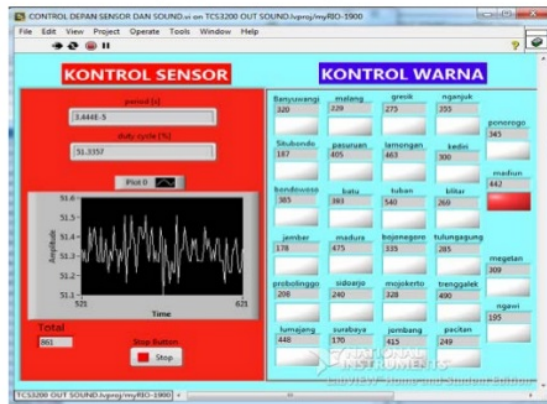 CONTROL DEPAN SENSOR DAN SOUND.vi on TCS3200 OUT SOUND.lvproj/myRIO-1900
File Edit View Project Operate Tools Window Help
KONTROL SENSOR
period [s]
3.444E-5
duty cycle [%]
51.3357
Plot 0
Amplitude
51.6
51.5
51.4
51.3
51.2
51.1
521
621
Time
Total
861
Stop Button
Stop
KONTROL WARNA
Banyuwangi malang gresik nganjuk
320 229 275 355
ponorogo
345
Situbondo pasuruan lamongan kediri
187 405 463 300
madiun
442
bondowoso batu tuban blitar
385 393 540 269
jember madura bojonegoro tulungagung
178 475 335 285
megetan
309
probolinggo sidoarjo mojokerto trenggalek
208 240 328 490
ngawi
195
lumajang surabaya jombang pacitan
448 170 415 249
NATIONAL
INSTRUMENTS
LabVIEW Home and Student Edition
TCS3200 OUT SOUND.lvproj/myRIO-1900